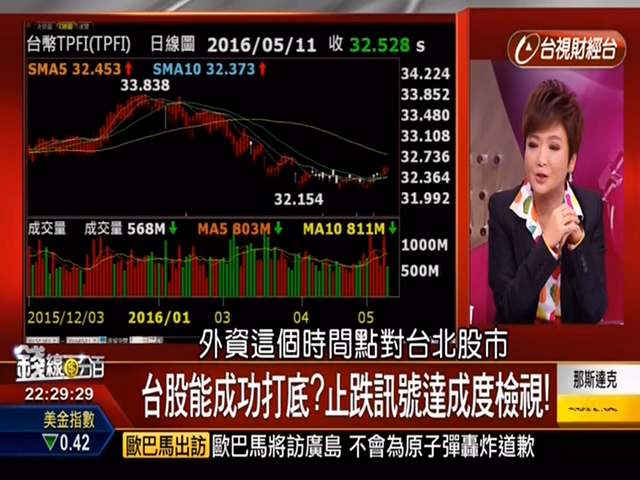 台幣TPFI(TPFI) 日線圖 2016/05/11 收 32.528 s
SMA5 32.453 SMA10 32.373
33.838
32.154
34.224
33.852
33.480
33.108
32.736
32.364
31.992
成交量 成交量 568M MA5 803M MA10 811M
1000M
500M
2015/12/03 2016/01 03 04 05
台視財經台
外資這個時間點對台北股市
錢線百分百
台股能成功打底?止跌訊號達成度檢視!
那斯達克
22:29:29
美金指數
▽0.42
歐巴馬出訪 歐巴馬將訪廣島 不會為原子彈轟炸道歉